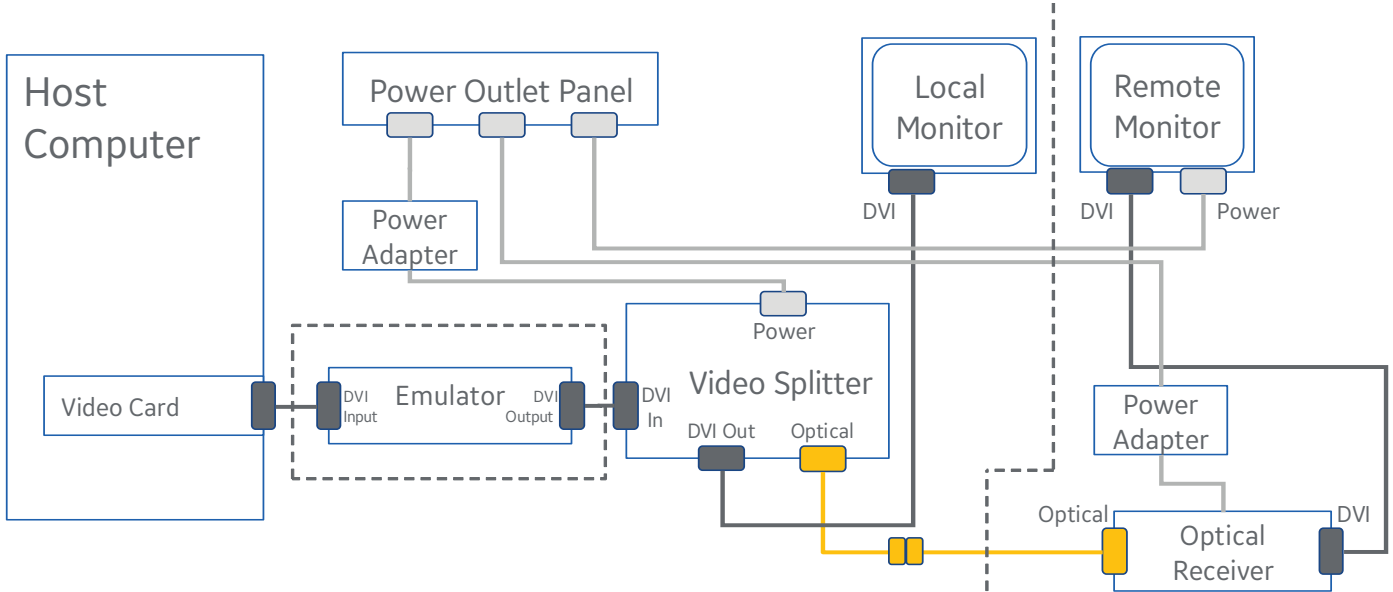 Host
Computer
Power Outlet Panel
Local
Monitor
Remote
Monitor
DVI
DVI
Power
Power
Adapter
Power
Video Splitter
Video Card
DVI
Input
Emulator
DVI
Output
DVI
In
DVI Out
Optical
Power
Adapter
Optical
DVI
Optical
Receiver